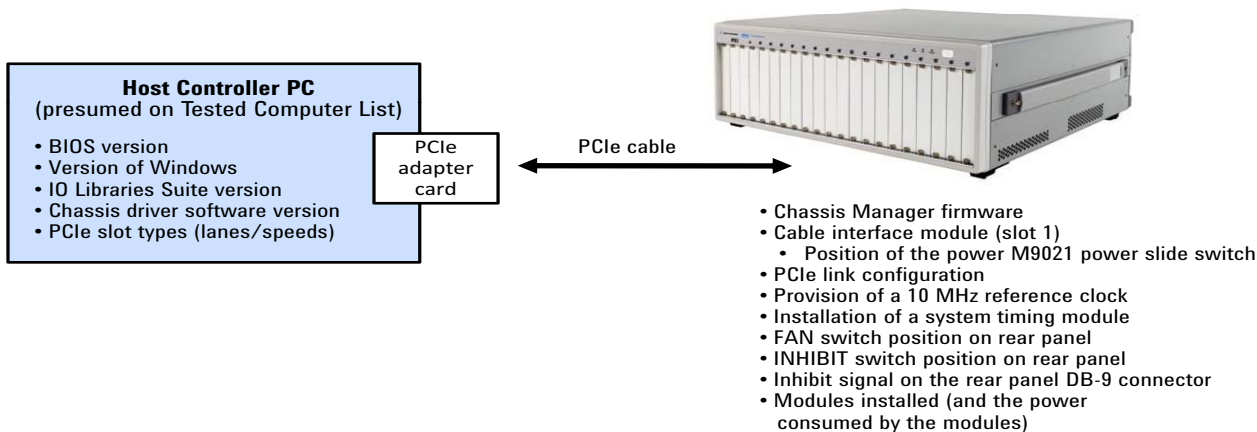 Host Controller PC
(presumed on Tested Computer List)
• BIOS version
• Version of Windows
• IO Libraries Suite version
• Chassis driver software version
• PCIe slot types (lanes/speeds)
PCIe
adapter
card
PCIe cable
• Chassis Manager firmware
• Cable interface module (slot 1)
• Position of the power M9021 power slide switch
• PCIe link configuration
• Provision of a 10 MHz reference clock
• Installation of a system timing module
• FAN switch position on rear panel
• INHIBIT switch position on rear panel
• Inhibit signal on the rear panel DB-9 connector
• Modules installed (and the power
consumed by the modules)